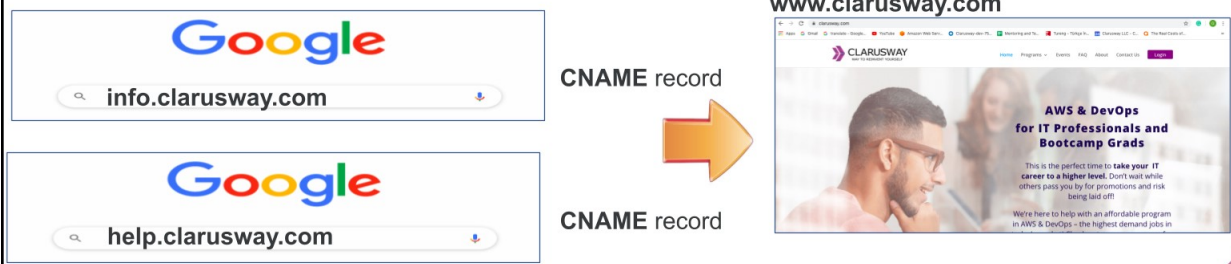 Google
info.clarusway.com
Google
help.clarusway.com
CNAME record
CNAME record
www.clarusway.com
clarusway.com
CLARUSWAY
WAY TO REINVENT YOURSELF
Home Programs Events FAQ About Contact Us Login
AWS & DevOps
for IT Professionals and
Bootcamp Grads
This is the perfect time to take your IT
career to a higher level. Don't wait while
others pass you by for promotions and risk
being laid off!
We're here to help with an affordable program
in AWS & DevOps – the highest demand jobs in